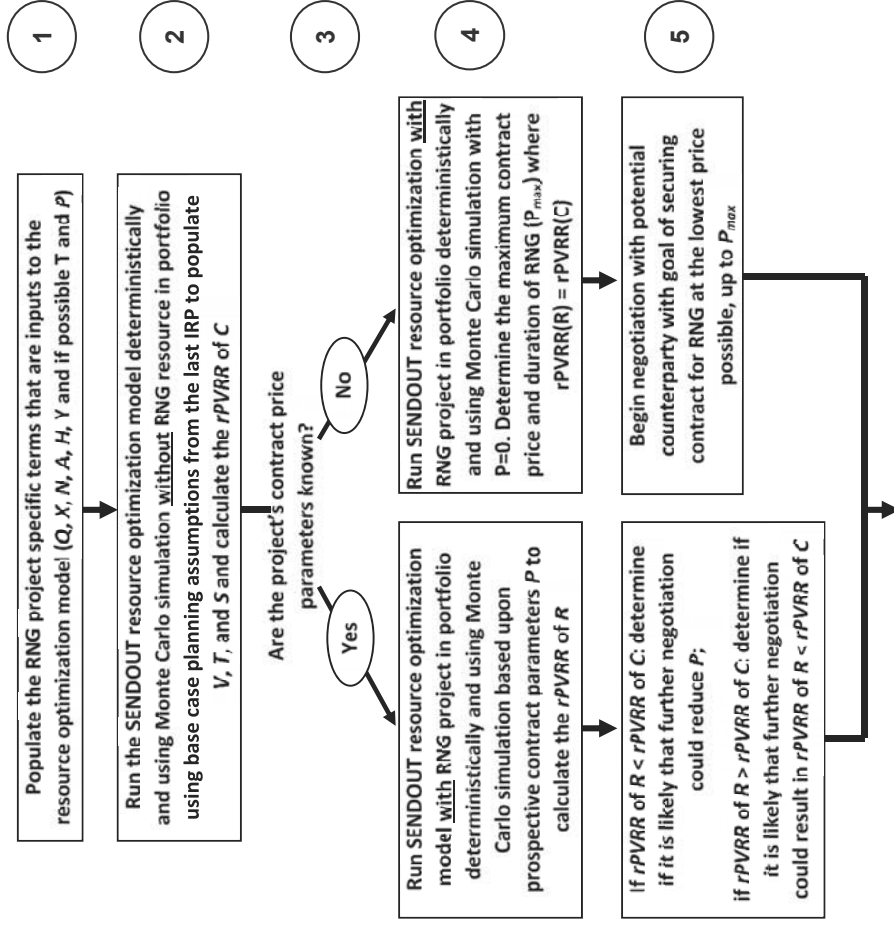 1
Populate the RNG project specific terms that are inputs to the
resource optimization model (Q, X, N, A, H, Y and if possible T and P)
2
Run the SENDOUT resource optimization model deterministically
and using Monte Carlo simulation without RNG resource in portfolio
using base case planning assumptions from the last IRP to populate
V, T, and S and calculate the rPVRR of C
3
Are the project's contract price
parameters known?
Yes
No
4
Run SENDOUT resource optimization
model with RNG project in portfolio
deterministically and using Monte
Carlo simulation based upon
prospective contract parameters P to
calculate the rPVRR of R
Run SENDOUT resource optimization with
RNG project in portfolio deterministically
and using Monte Carlo simulation with
P=0. Determine the maximum contract
price and duration of RNG (Pmax) where
rPVRR(R) = rPVRR(C)
5
If rPVRR of R < rPVRR of C: determine
if it is likely that further negotiation
could reduce P;
if rPVRR of R > rPVRR of C: determine if
it is likely that further negotiation
could result in rPVRR of R < rPVRR of C
Begin negotiation with potential
counterparty with goal of securing
contract for RNG at the lowest price
possible, up to Pmax